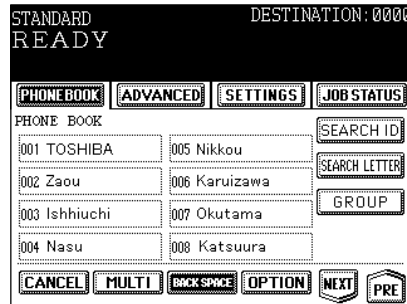 STANDARD DESTINATION:0000
READY
PHONE BOOK ADVANCED SETTINGS JOB STATUS
PHONE BOOK
SEARCH ID
001 TOSHIBA 005 Nikkou
SEARCH LETTER
002 Zaou 006 Karuizawa
GROUP
003 Ishhiuchi 007 Okutama
004 Nasu 008 Katsuura
CANCEL MULTI BACK SPACE OPTION NEXT PRE